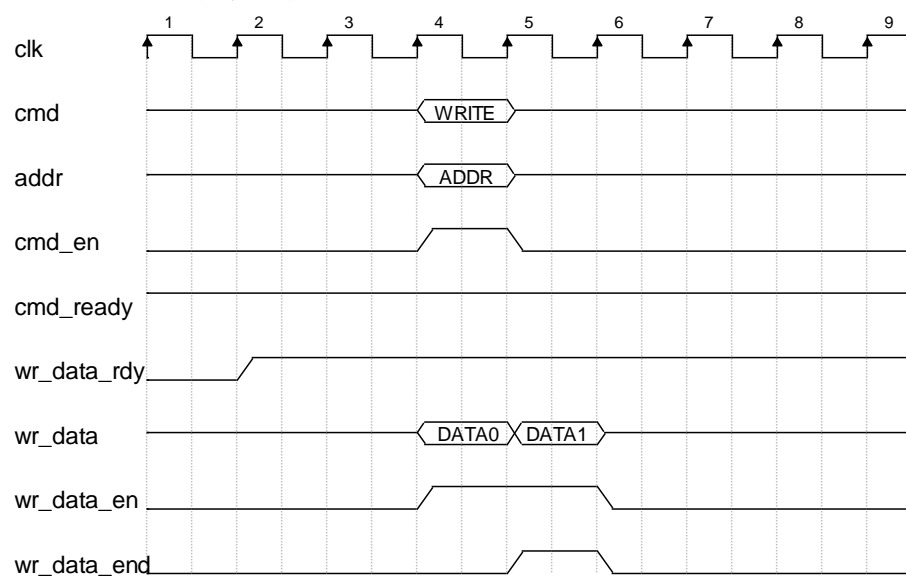 1 2 3 4 5 6 7 8 9
clk
cmd WRITE
addr ADDR
cmd_en
cmd_ready
wr_data_rdy
wr_data DATA0 DATA1
wr_data_en
wr_data_end